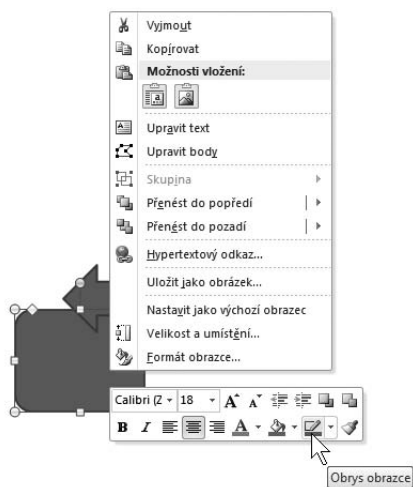 Vyjmout
Kopírovat
Možnosti vložení:
a
Upravit text
Upravit body
Skupina
Přenést do popředí
Přenést do pozadí
Hypertextový odkaz...
Uložit jako obrázek...
Nastavit jako výchozí obrazec
Velikost a umístění...
Formát obrazce...
Calibri (Z 18 A A
B I A
Obrys obrazce